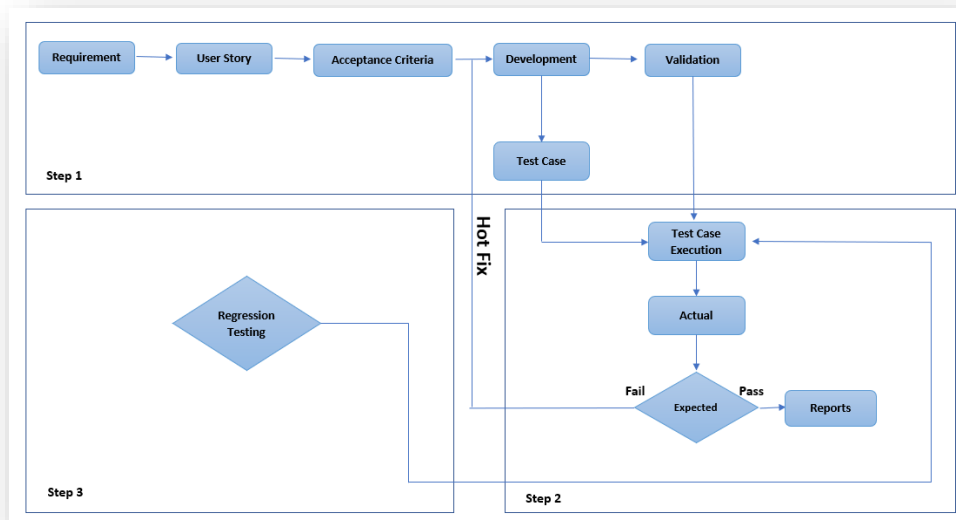 Requirement
User Story
Acceptance Criteria
Development
Validation
Test Case
Step 1
Hot Fix
Test Case
Execution
Actual
Fail
Pass
Expected
Reports
Step 2
Regression
Testing
Step 3